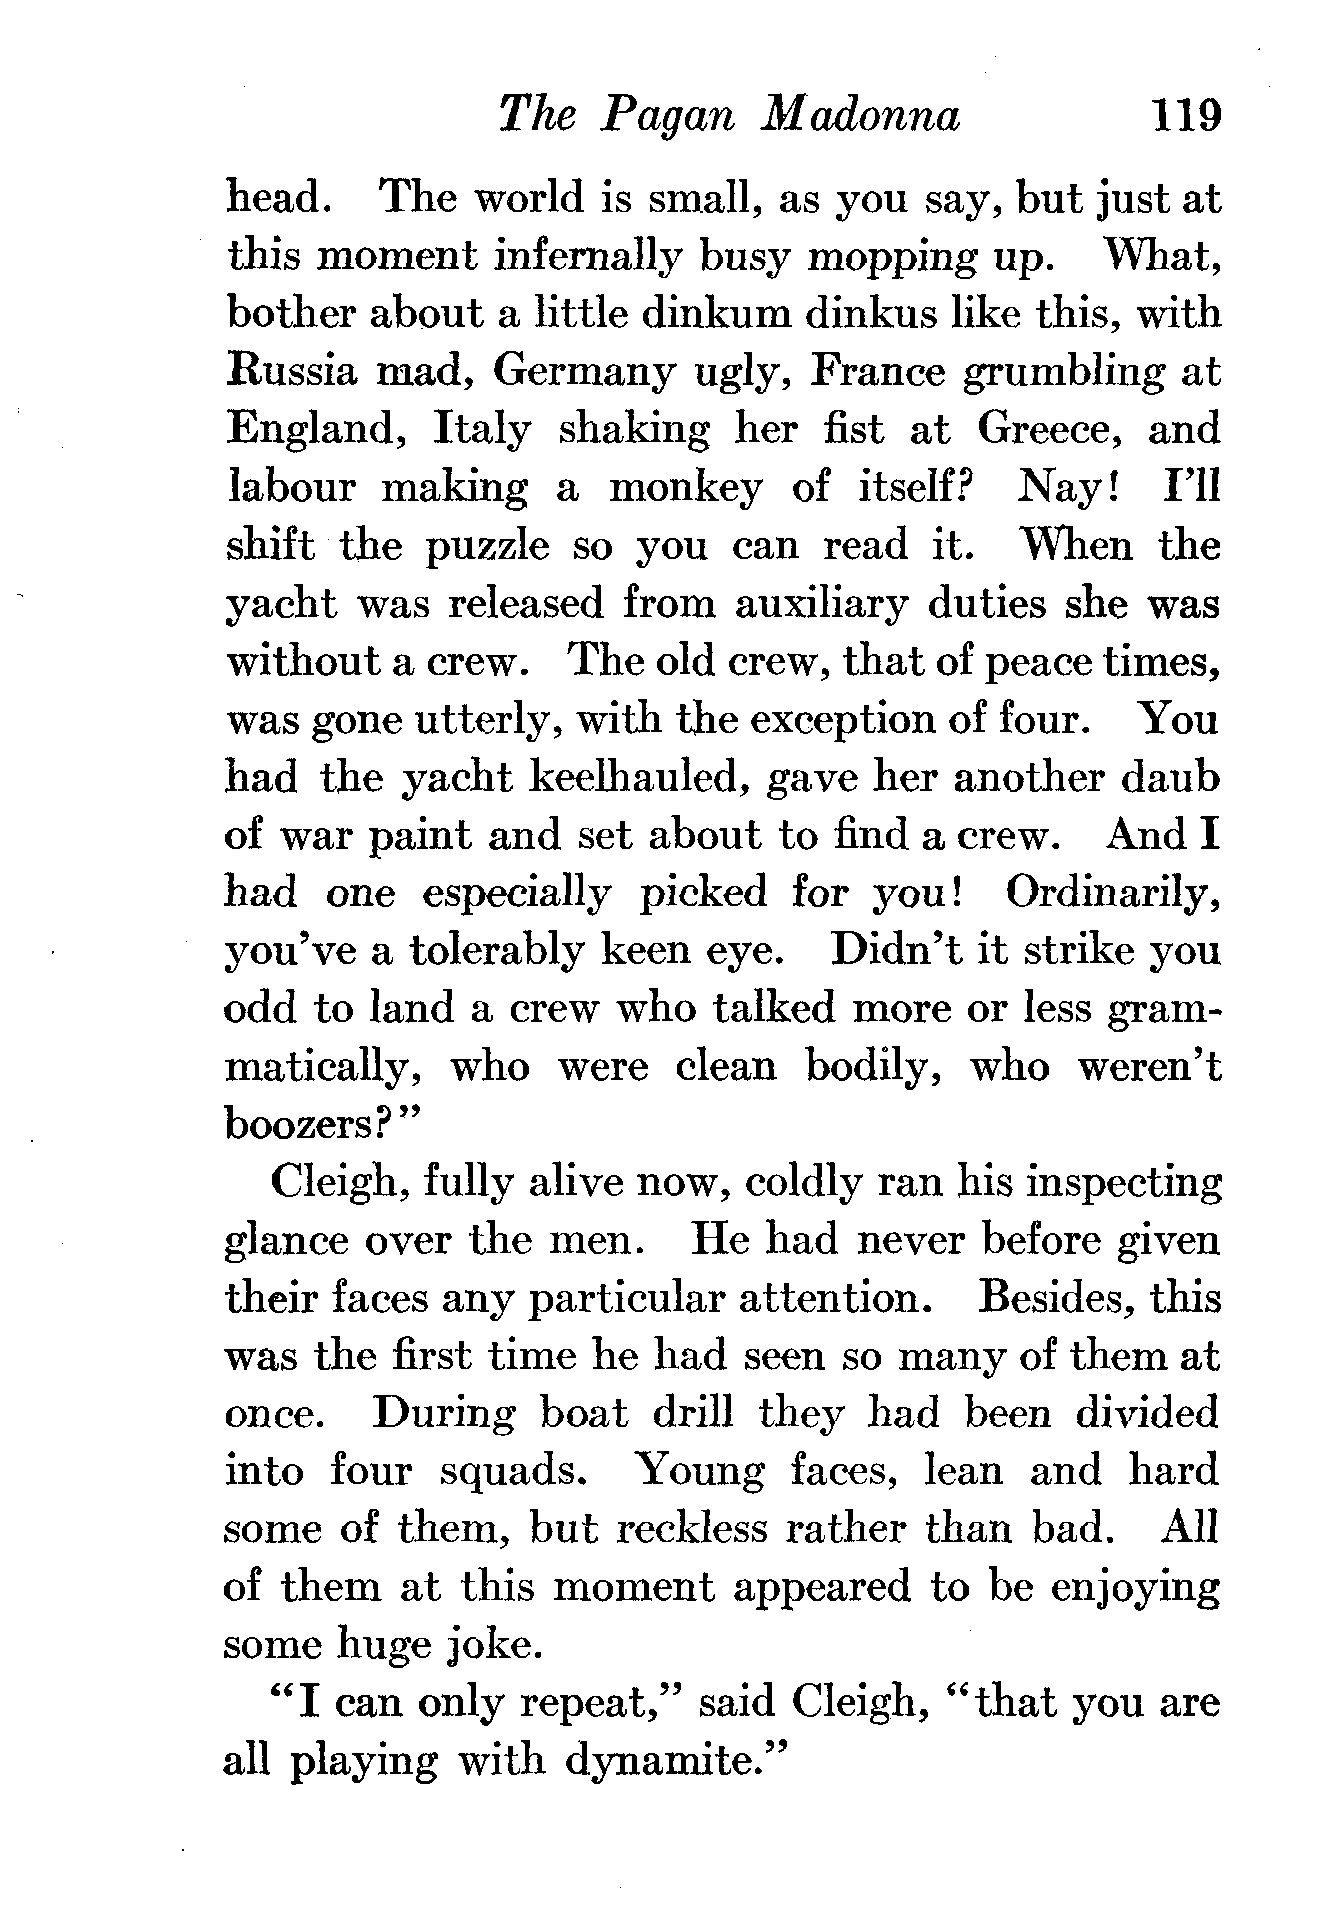 The Pagan Madonna 119
head. The world is small, as you say, but just at
this moment infernally busy mopping up. What,
bother about a little dinkum dinkus like this, with
Russia mad, Germany ugly, France grumbling at
England, Italy shaking her fist at Greece, and
labour making a monkey of itself? Nay! I'll
shift the puzzle so you can read it. When the
yacht was released from auxiliary duties she was
without a crew. The old crew, that of peace times,
was gone utterly, with the exception of four. You
had the yacht keelhauled, gave her another daub
of war paint and set about to find a crew. And I
had one especially picked for you! Ordinarily,
you've a tolerably keen eye. Didn't it strike you
odd to land a crew who talked more or less gram-
matically, who were clean bodily, who weren't
boozers?"
Cleigh, fully alive now, coldly ran his inspecting
glance over the men. He had never before given
their faces any particular attention. Besides, this
was the first time he had seen so many of them at
once. During boat drill they had been divided
into four squads. Young faces, lean and hard
some of them, but reckless rather than bad. All
of them at this moment appeared to be enjoying
some huge joke.
"I can only repeat," said Cleigh, "that you are
all playing with dynamite."